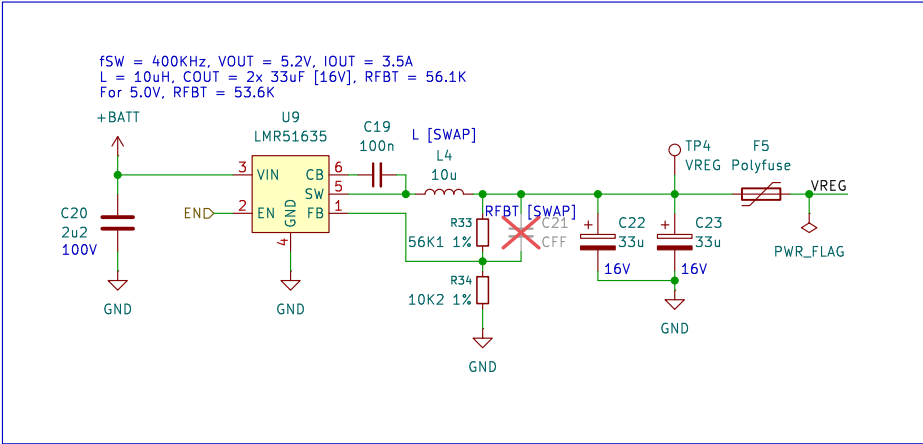 fSW = 400KHz, VOUT = 5.2V, IOUT = 3.5A
L = 10uH, COUT = 2x 33uF [16V], RFBT = 56.1K
For 5.0V, RFBT = 53.6K
+BATT
U9
LMR51635
C19
100n
L [SWAP]
L4
10u
TP4
VREG
F5
Polyfuse
3
VIN
CB
6
SW
5
EN
2
EN
GND
FB
1
4
C20
2u2
100V
GND
GND
RFBT [SWAP]
R33
56K1 1%
C21
CFF
R34
10K2 1%
GND
+
C22
33u
16V
+
C23
33u
16V
GND
VREG
PWR_FLAG